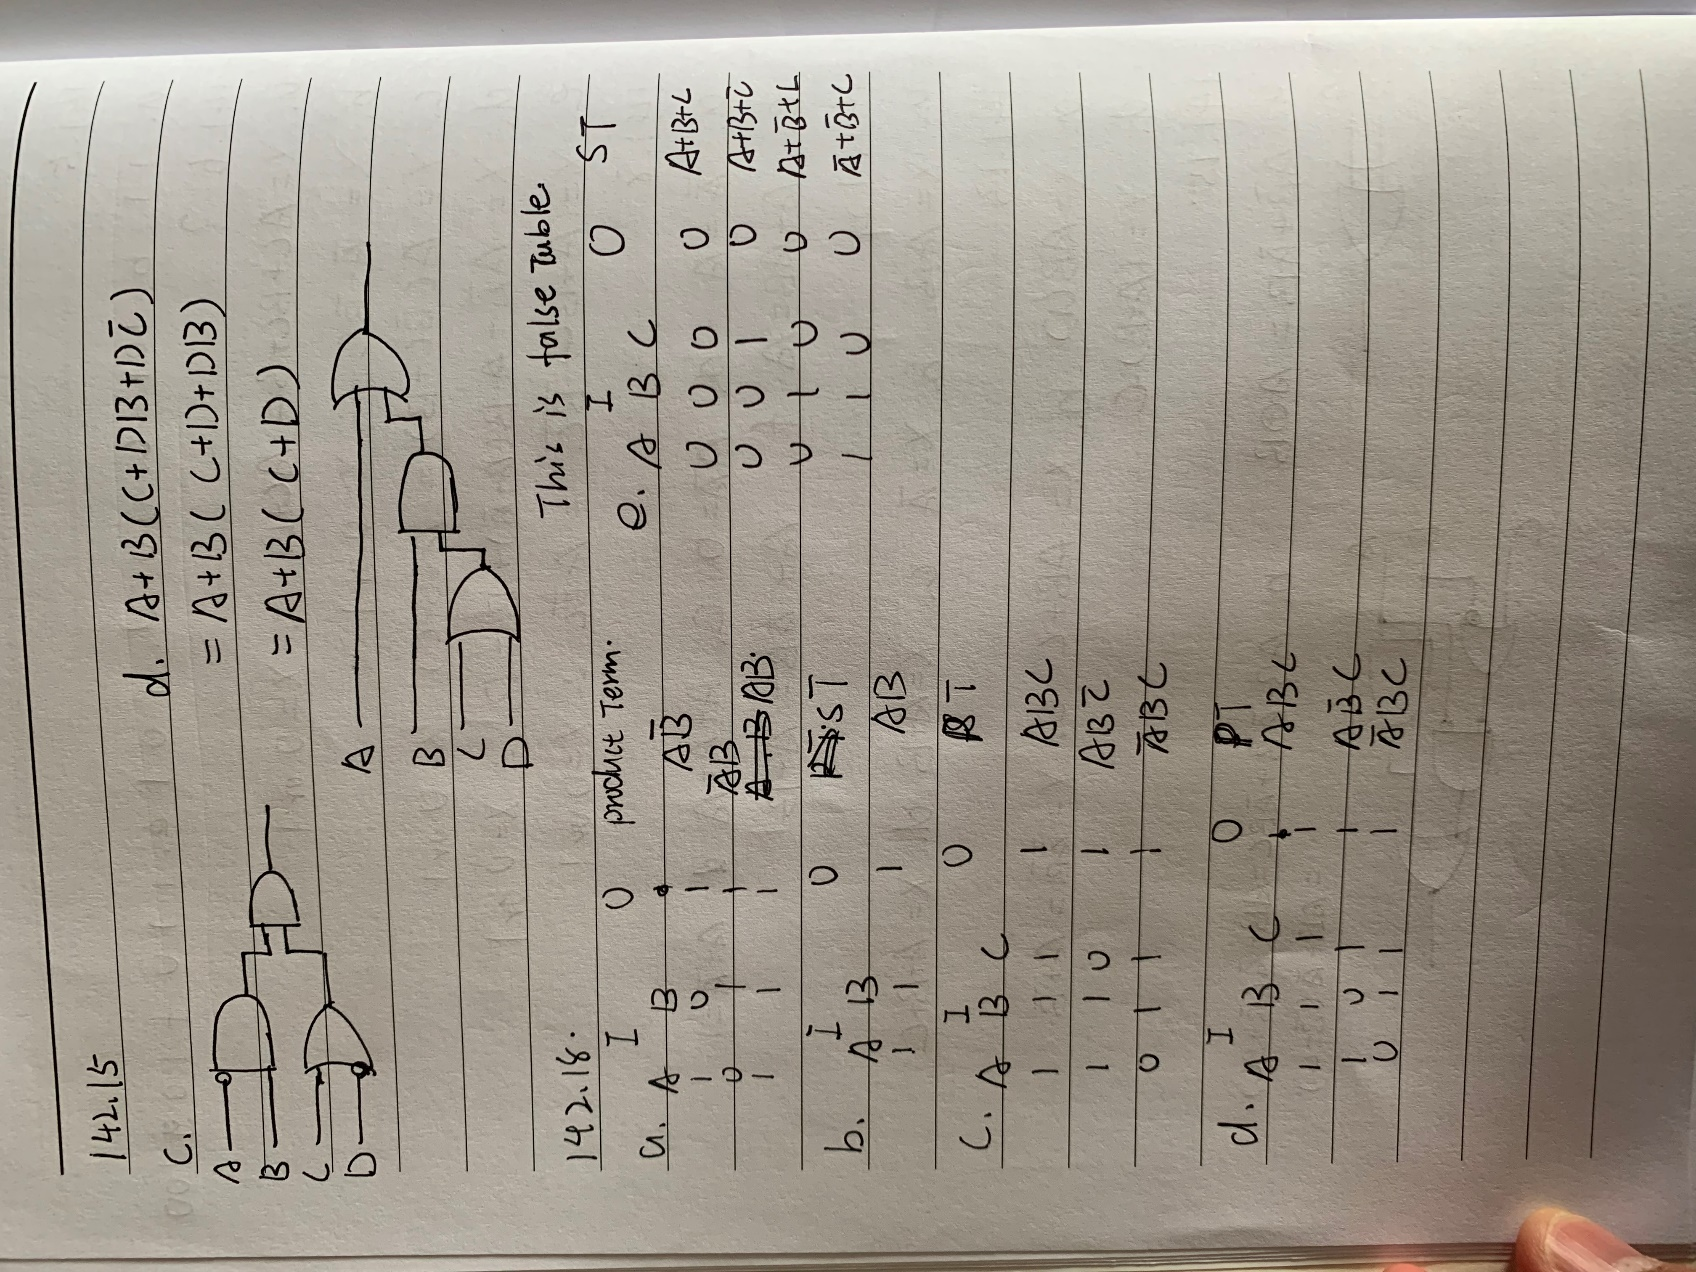 142.15
c.
A
B
C
D
d. A+B(C+DB+DC̅)
= A+B(C+D+DB)
= A+B(C+D)
A
B
C
D
142.18.
a. I O product Term.
A B
1 0 1 AB̅
0 1 1 A̅B
1 1 1 AB.
b. I O ST
A B
1 1 1 AB
c. I O PT
A B C
1 1 1 1 ABC
1 1 0 1 ABC̅
0 1 1 1 A̅BC
d. I O PT
A B C
1 1 1 1 ABC
1 0 1 1 AB̅C
0 1 1 1 A̅BC
This is false Table.
e. I O ST
A B C
0 0 0 0 A+B+C
0 0 1 0 A+B+C̅
0 1 0 0 A+B̅+C
1 1 0 0 A̅+B̅+C